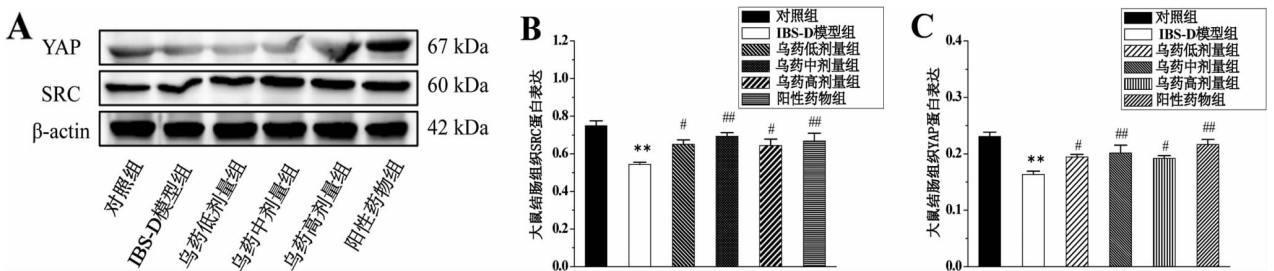 A
YAP
67 kDa
SRC
60 kDa
β-actin
42 kDa
对照组
IBS-D模型组
乌药低剂量组
乌药中剂量组
乌药高剂量组
阳性药物组
B
大鼠结肠组织SRC蛋白表达
1.2
0.9
0.6
0.4
0.2
0.0
**
#
##
#
##
对照组
IBS-D模型组
乌药低剂量组
乌药中剂量组
乌药高剂量组
阳性药物组
C
大鼠结肠组织YAP蛋白表达
0.4
0.3
0.2
0.1
0.0
**
#
##
#
##
对照组
IBS-D模型组
乌药低剂量组
乌药中剂量组
乌药高剂量组
阳性药物组